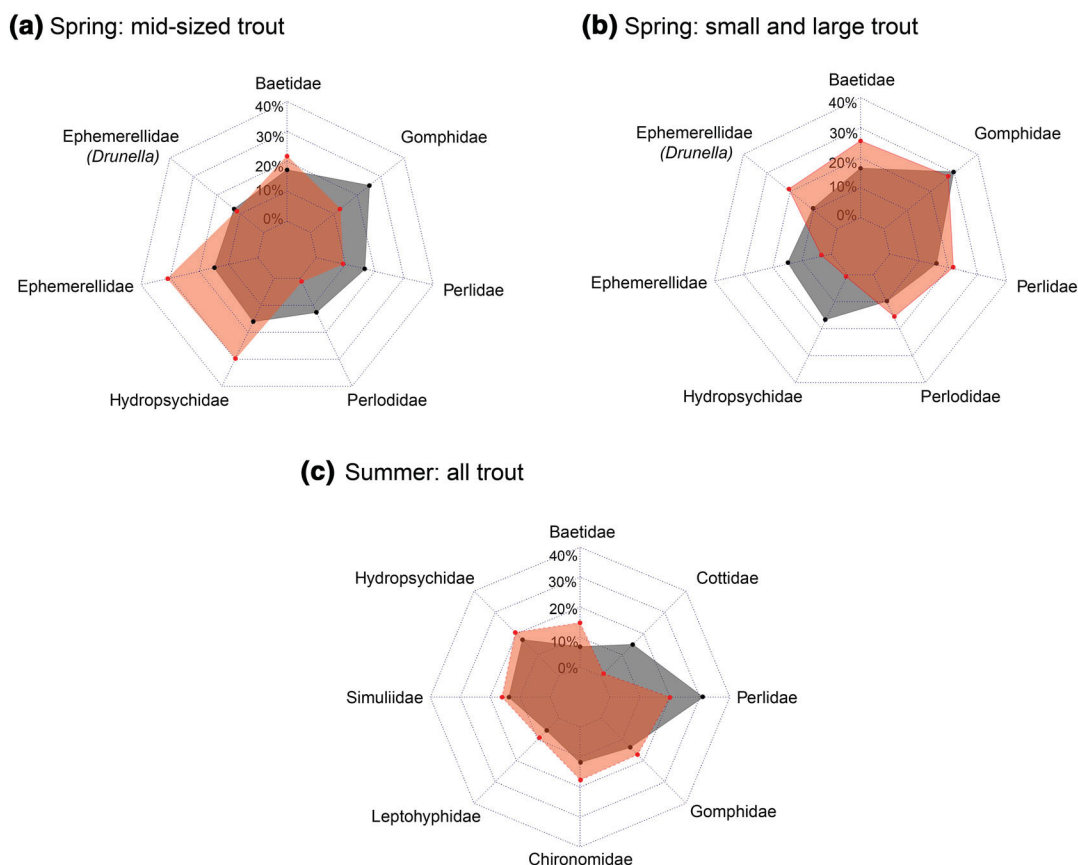 (a) Spring: mid-sized trout
Baetidae
40%
30%
20%
10%
0%
Gomphidae
Perlidae
Perlodidae
Hydropsychidae
Ephemerellidae
Ephemerellidae
(Drunella)
(b) Spring: small and large trout
Baetidae
40%
30%
20%
10%
0%
Gomphidae
Perlidae
Perlodidae
Hydropsychidae
Ephemerellidae
Ephemerellidae
(Drunella)
(c) Summer: all trout
Baetidae
40%
30%
20%
10%
0%
Cottidae
Perlidae
Gomphidae
Chironomidae
Leptohyphidae
Simuliidae
Hydropsychidae